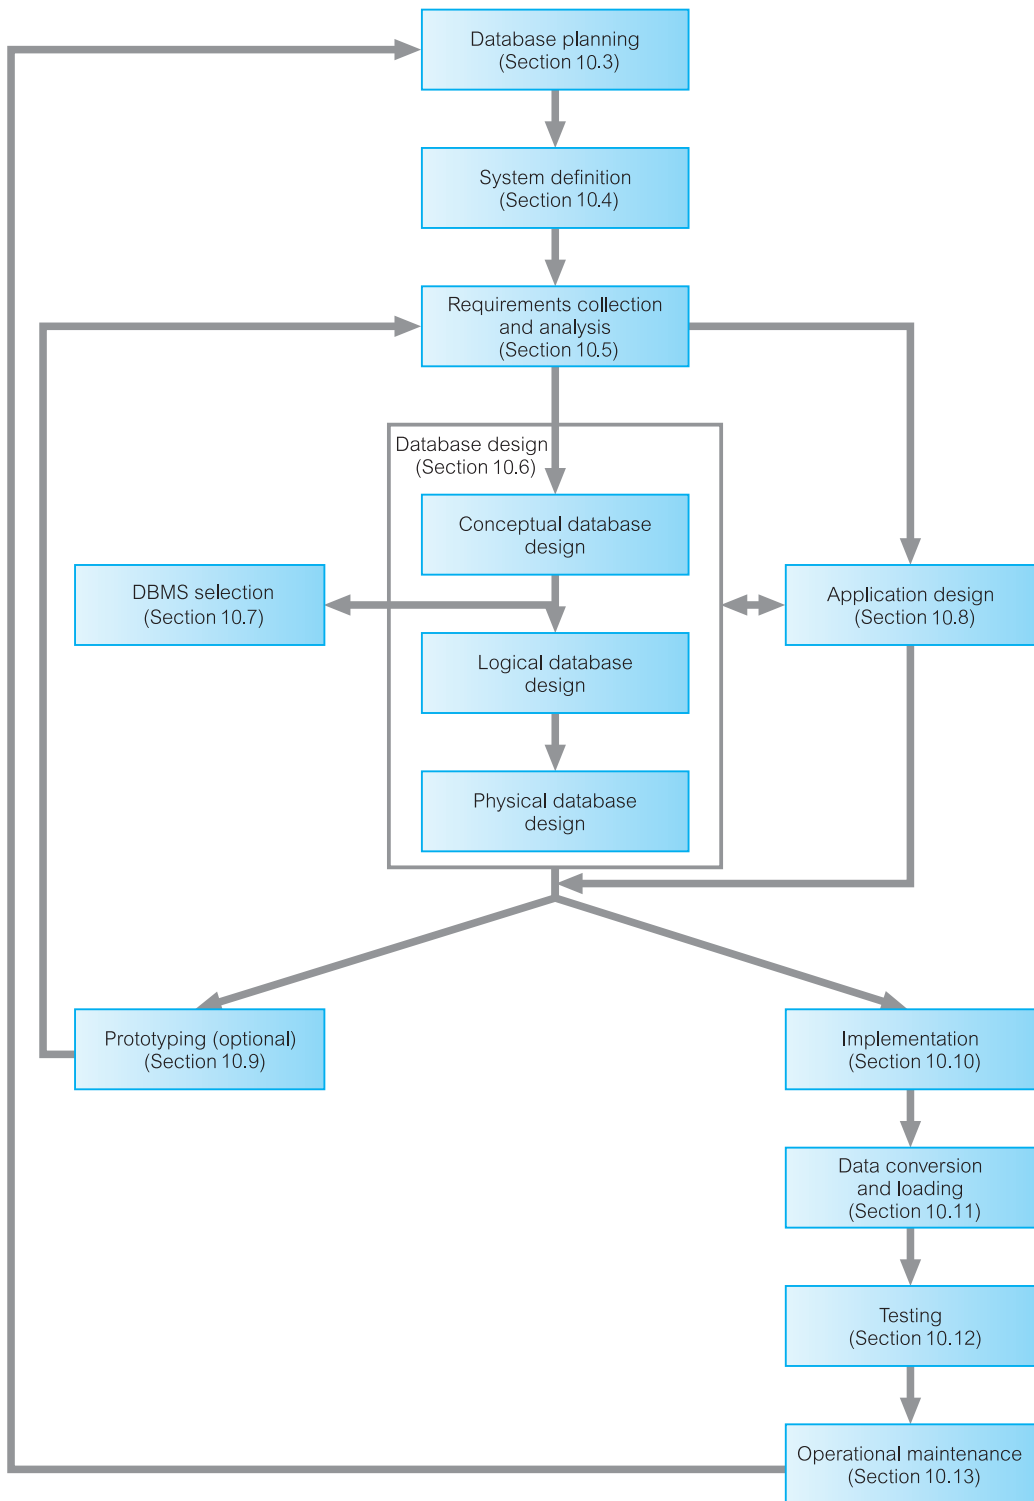 Database planning
(Section 10.3)
System definition
(Section 10.4)
Requirements collection
and analysis
(Section 10.5)
Database design
(Section 10.6)
Conceptual database
design
DBMS selection
(Section 10.7)
Application design
(Section 10.8)
Logical database
design
Physical database
design
Prototyping (optional)
(Section 10.9)
Implementation
(Section 10.10)
Data conversion
and loading
(Section 10.11)
Testing
(Section 10.12)
Operational maintenance
(Section 10.13)